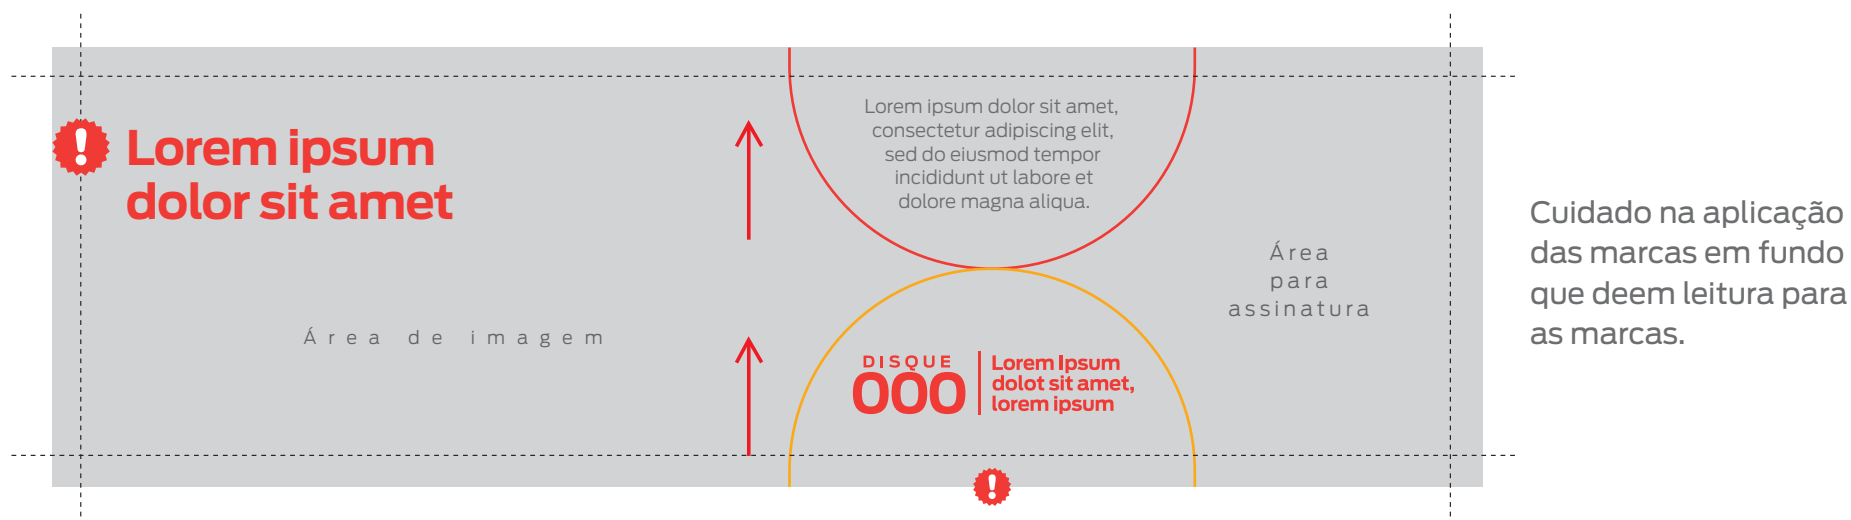 Lorem ipsum
dolor sit amet
Área de imagem
Lorem ipsum dolor sit amet,
consectetur adipiscing elit,
sed do eiusmod tempor
incididunt ut labore et
dolore magna aliqua.
DISQUE
000
Lorem Ipsum
dolot sit amet,
lorem ipsum
Área
para
assinatura
Cuidado na aplicação
das marcas em fundo
que deem leitura para
as marcas.